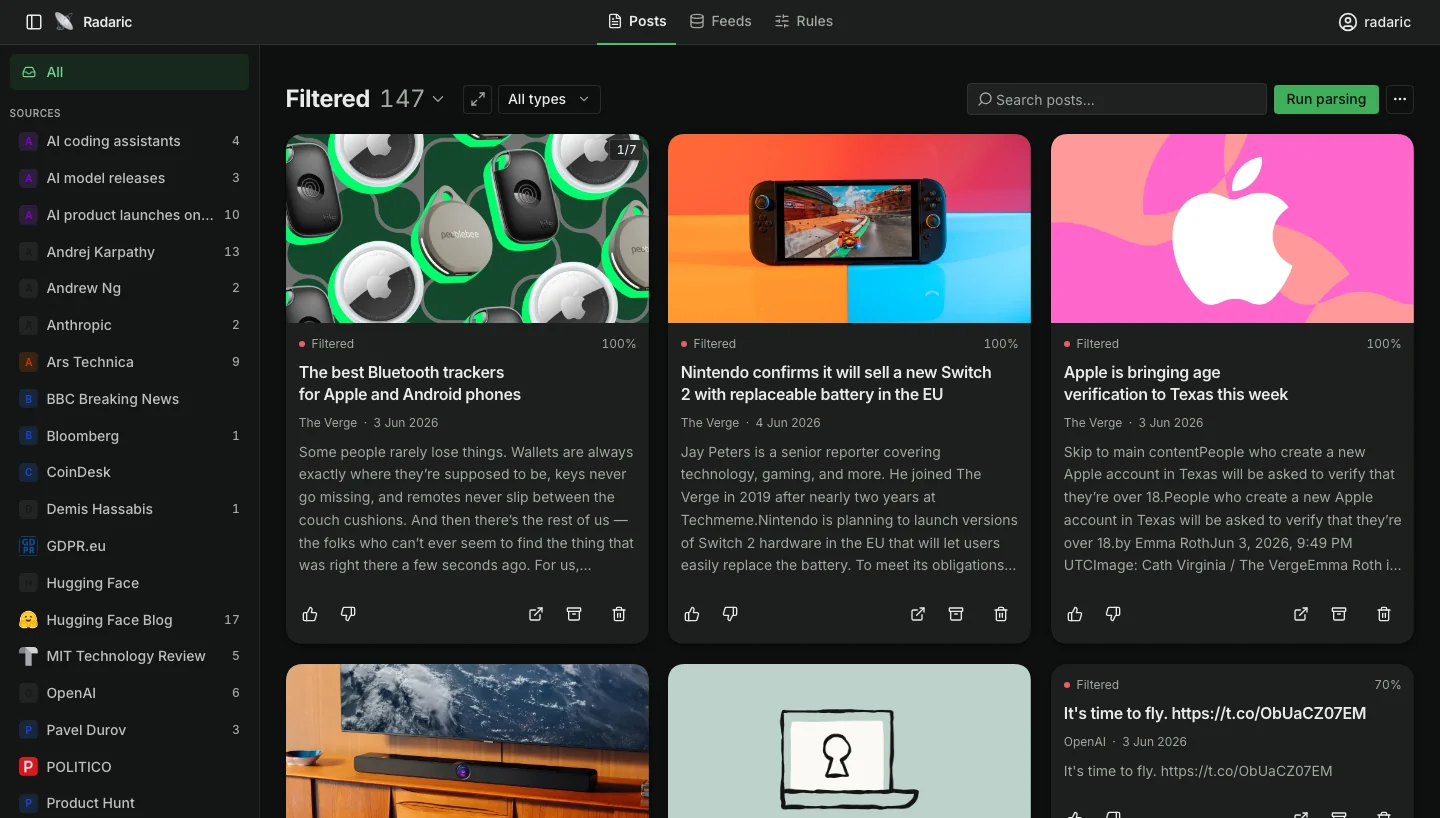 Radaric
Posts
Feeds
Rules
radaric
All
SOURCES
A AI coding assistants 4
A AI model releases 3
A AI product launches on... 10
Andrej Karpathy 13
Andrew Ng 2
Anthropic 2
A Ars Technica 9
B BBC Breaking News
B Bloomberg 1
C CoinDesk
Demis Hassabis 1
GDPR GDPR.eu
Hugging Face
Hugging Face Blog 17
MIT Technology Review 5
OpenAI 6
P Pavel Durov 3
P POLITICO
P Product Hunt
Filtered 147
All types
Search posts...
Run parsing
1/7
pebblebee
Filtered 100%
The best Bluetooth trackers
for Apple and Android phones
The Verge · 3 Jun 2026
Some people rarely lose things. Wallets are always
exactly where they’re supposed to be, keys never
go missing, and remotes never slip between the
couch cushions. And then there’s the rest of us —
the folks who can’t ever seem to find the thing that
was right there a few seconds ago. For us,...
Filtered 100%
Nintendo confirms it will sell a new Switch
2 with replaceable battery in the EU
The Verge · 4 Jun 2026
Jay Peters is a senior reporter covering
technology, gaming, and more. He joined The
Verge in 2019 after nearly two years at
Techmeme.Nintendo is planning to launch versions
of Switch 2 hardware in the EU that will let users
easily replace the battery. To meet its obligations...
Filtered 100%
Apple is bringing age
verification to Texas this week
The Verge · 3 Jun 2026
Skip to main contentPeople who create a new
Apple account in Texas will be asked to verify that
they’re over 18.People who create a new Apple
account in Texas will be asked to verify that they’re
over 18.by Emma RothJun 3, 2026, 9:49 PM
UTCImage: Cath Virginia / The VergeEmma Roth i...
Filtered 70%
It's time to fly. https://t.co/ObUaCZ07EM
OpenAI · 3 Jun 2026
It's time to fly. https://t.co/ObUaCZ07EM